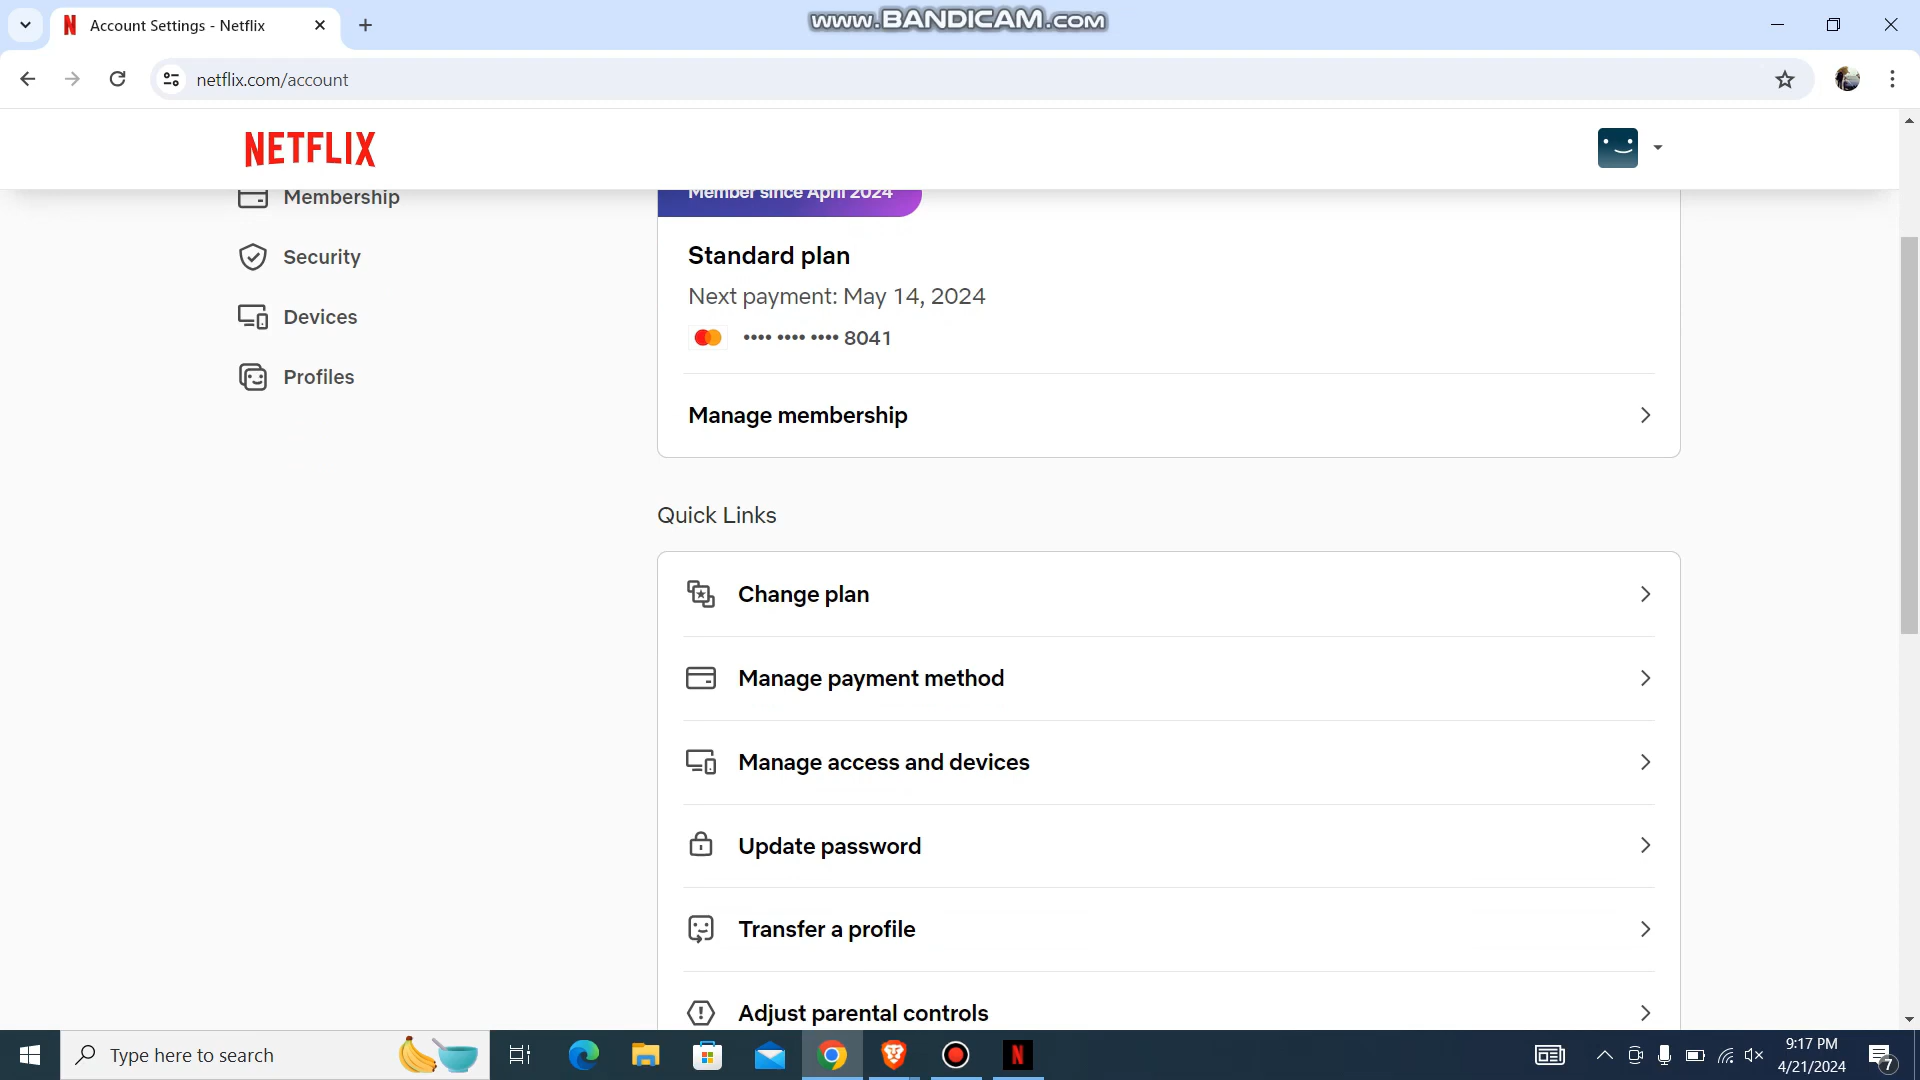 Account Settings - Netflix
www.BANDICAM.com
netflix.com/account
NETFLIX
Member since April 2024
Membership
Security
Devices
Profiles
Standard plan
Next payment: May 14, 2024
•••• •••• •••• 8041
Manage membership
Quick Links
Change plan
Manage payment method
Manage access and devices
Update password
Transfer a profile
Adjust parental controls
Type here to search
9:17 PM
4/21/2024
7